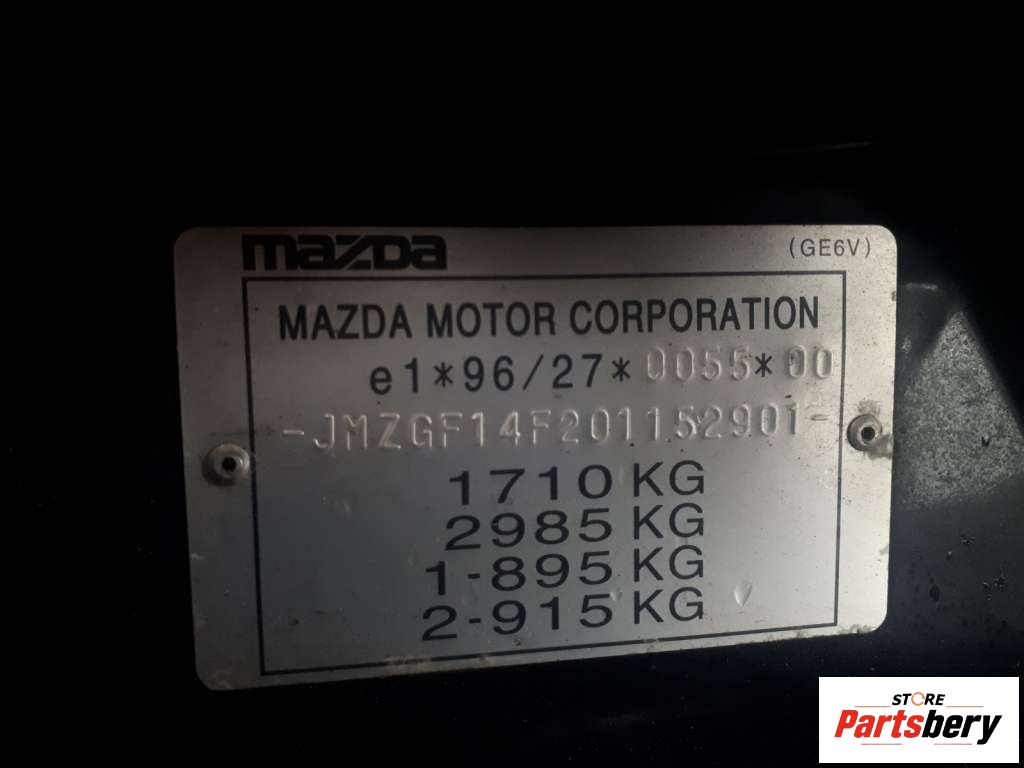 mazda
(GE6V)
MAZDA MOTOR CORPORATION
e1*96/27*0055*00
-JMZGF14F201152901-
1710 KG
2985 KG
1-895 KG
2-915 KG
STORE
Partsbery